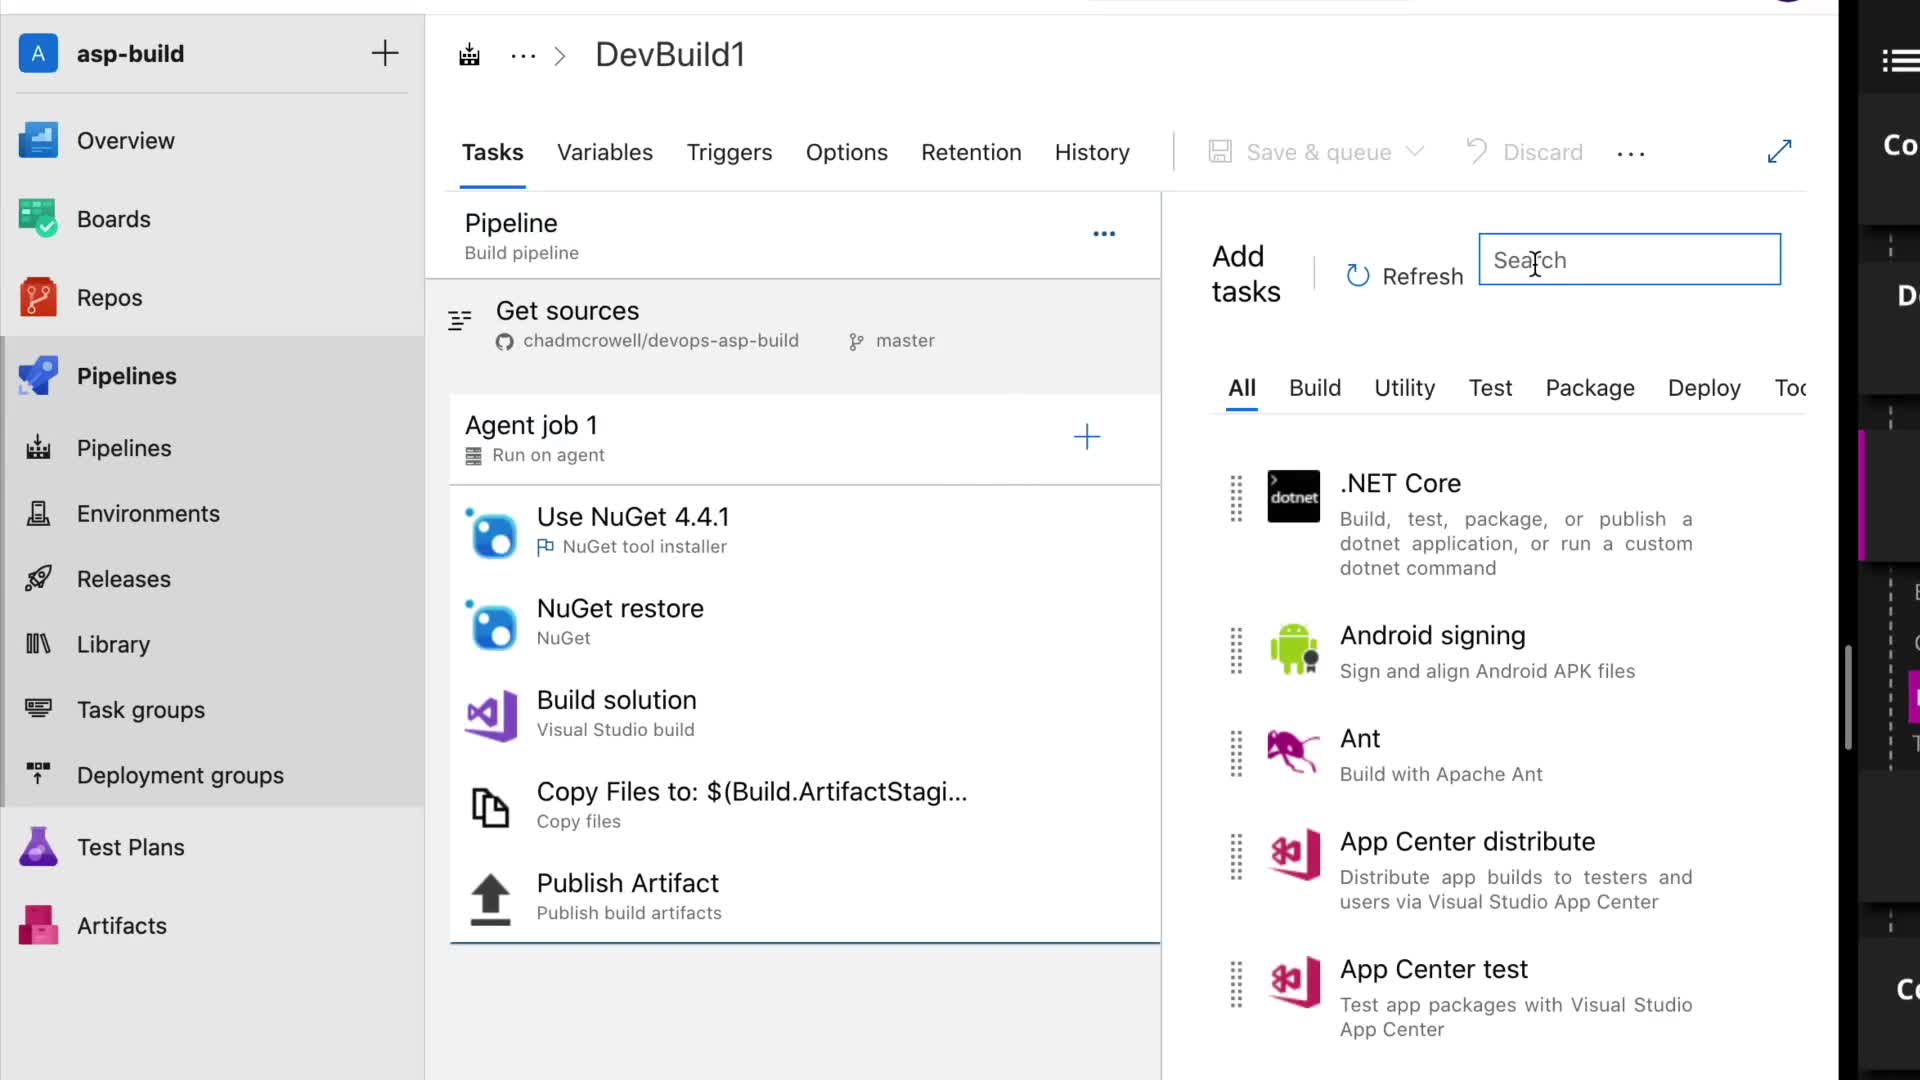 A asp-build
Overview
Boards
Repos
Pipelines
Pipelines
Environments
Releases
Library
Task groups
Deployment groups
Test Plans
Artifacts
... > DevBuild1
Tasks Variables Triggers Options Retention History Save & queue Discard ...
Pipeline
Build pipeline
Get sources
chadmcrowell/devops-asp-build master
Agent job 1
Run on agent
Use NuGet 4.4.1
NuGet tool installer
NuGet restore
NuGet
Build solution
Visual Studio build
Copy Files to: $(Build.ArtifactStagi...
Copy files
Publish Artifact
Publish build artifacts
Add
tasks
Refresh
Search
All Build Utility Test Package Deploy Too
dotnet
.NET Core
Build, test, package, or publish a
dotnet application, or run a custom
dotnet command
Android signing
Sign and align Android APK files
Ant
Build with Apache Ant
App Center distribute
Distribute app builds to testers and
users via Visual Studio App Center
App Center test
Test app packages with Visual Studio
App Center
Co